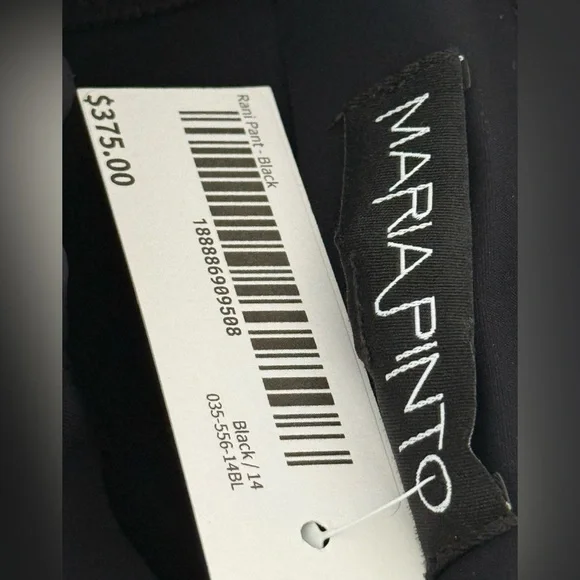 Rani Pant - Black
188886909508
$375.00
Black / 14
035-556-14BL
MARIA PINTO